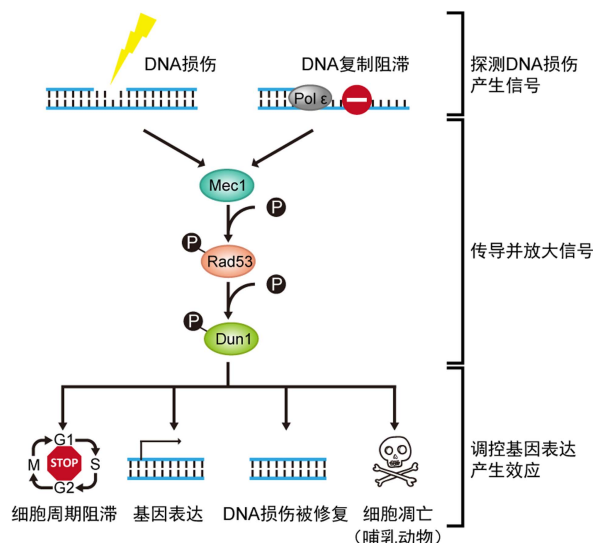 DNA损伤
DNA复制阻滞
探测DNA损伤
产生信号
Pol ε
Mec1
P
P
Rad53
传导并放大信号
P
P
Dun1
G1
M
STOP
S
G2
调控基因表达
产生效应
细胞周期阻滞
基因表达
DNA损伤被修复
细胞凋亡
（哺乳动物）